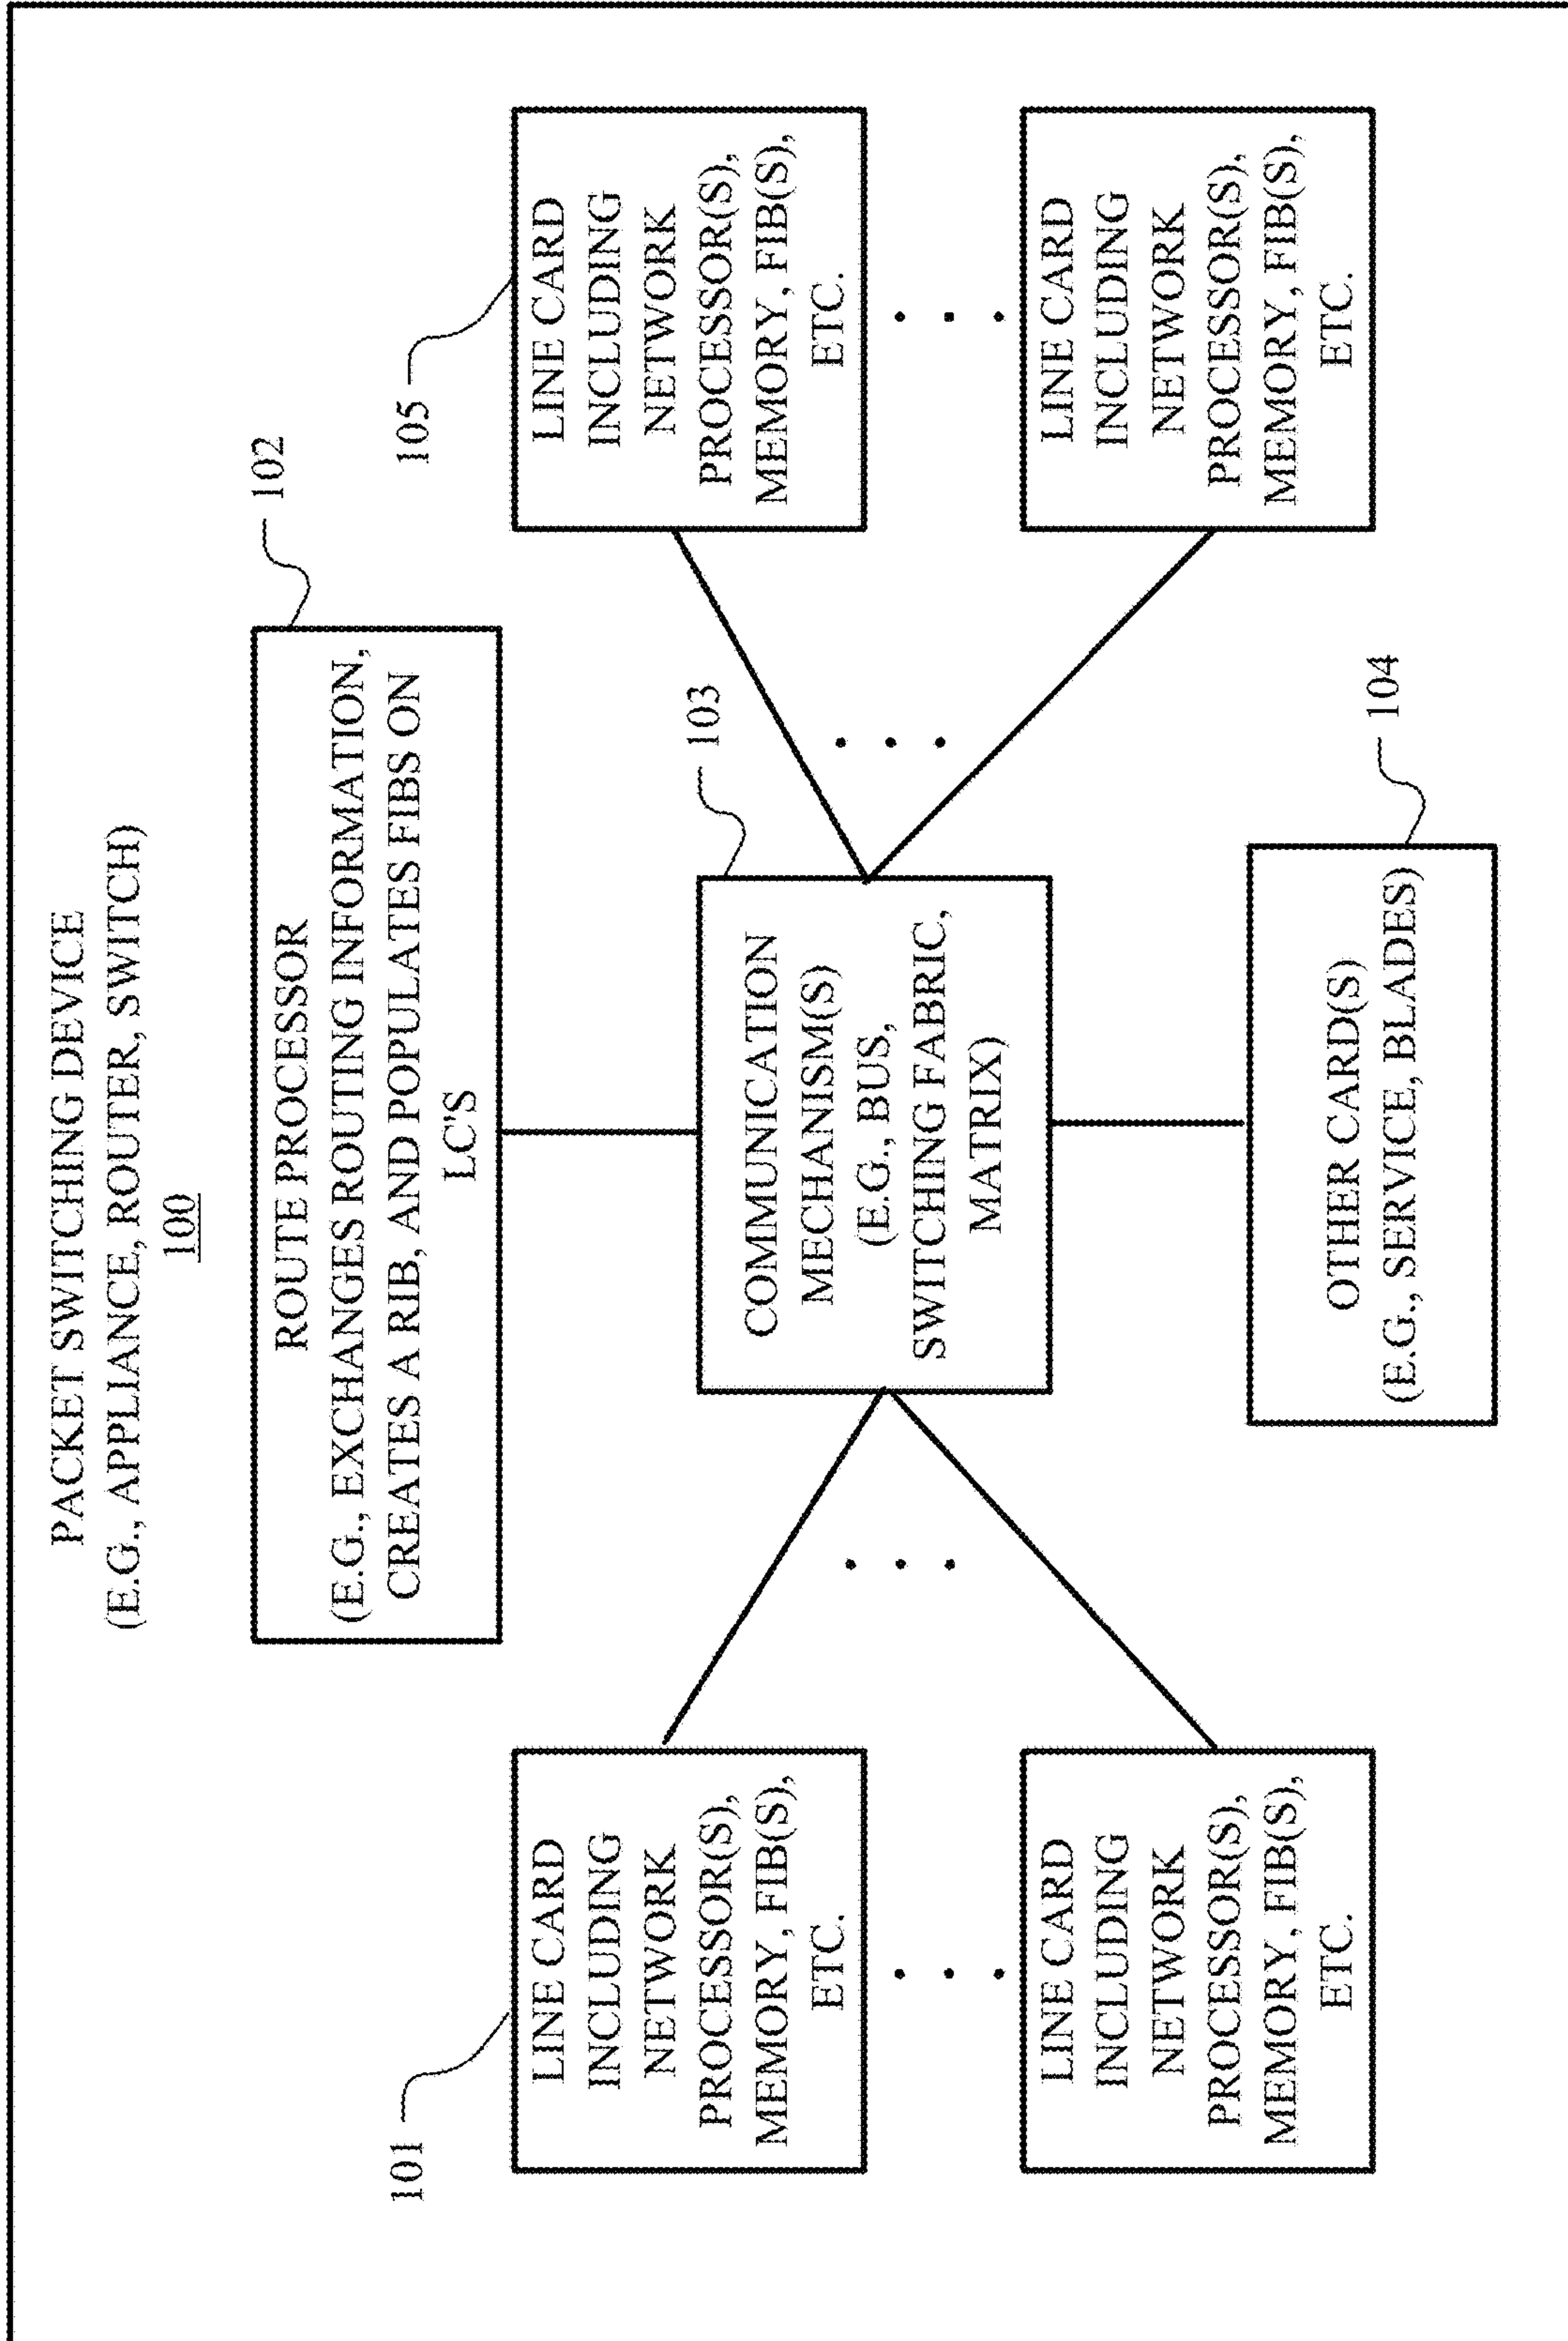 PACKET SWITCHING DEVICE
(E.G., APPLIANCE, ROUTER, SWITCH)
100
102
ROUTE PROCESSOR
(E.G., EXCHANGES ROUTING INFORMATION,
CREATES A RIB, AND POPULATES FIBS ON
LC'S
101
LINE CARD
INCLUDING
NETWORK
PROCESSOR(S),
MEMORY, FIB(S),
ETC.
. . .
LINE CARD
INCLUDING
NETWORK
PROCESSOR(S),
MEMORY, FIB(S),
ETC.
. . .
103
COMMUNICATION
MECHANISM(S)
(E.G., BUS,
SWITCHING FABRIC,
MATRIX)
104
OTHER CARD(S)
(E.G., SERVICE, BLADES)
. . .
105
LINE CARD
INCLUDING
NETWORK
PROCESSOR(S),
MEMORY, FIB(S),
ETC.
. . .
LINE CARD
INCLUDING
NETWORK
PROCESSOR(S),
MEMORY, FIB(S),
ETC.